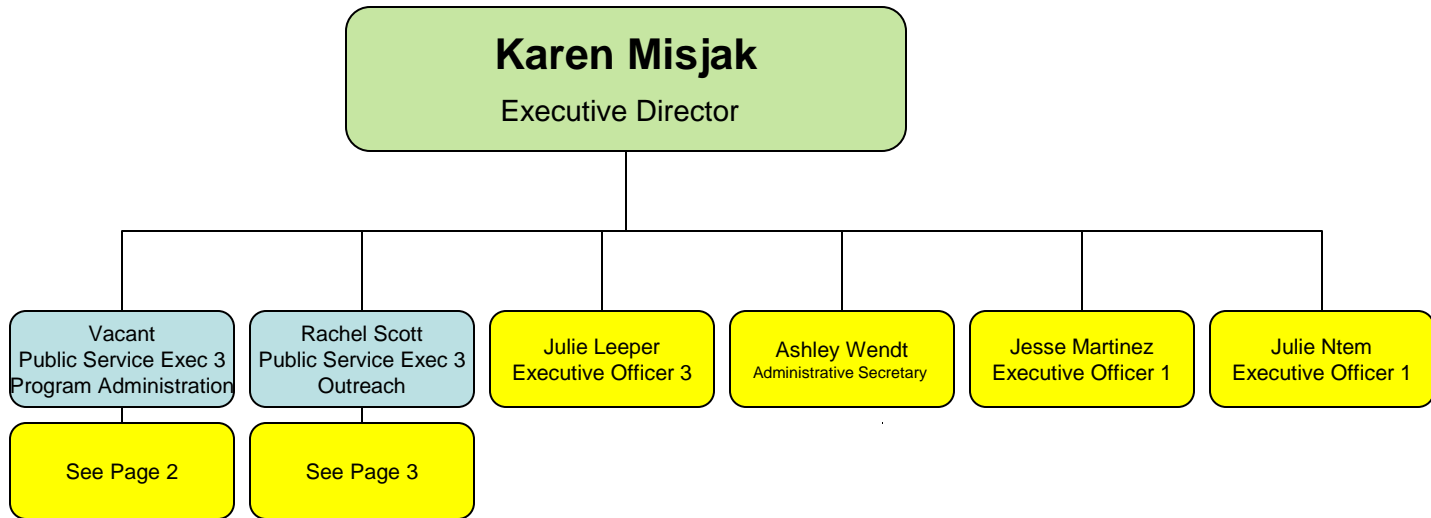 Karen Misjak
Executive Director
Vacant
Public Service Exec 3
Program Administration
Rachel Scott
Public Service Exec 3
Outreach
Julie Leeper
Executive Officer 3
Ashley Wendt
Administrative Secretary
Jesse Martinez
Executive Officer 1
Julie Ntem
Executive Officer 1
See Page 2
See Page 3